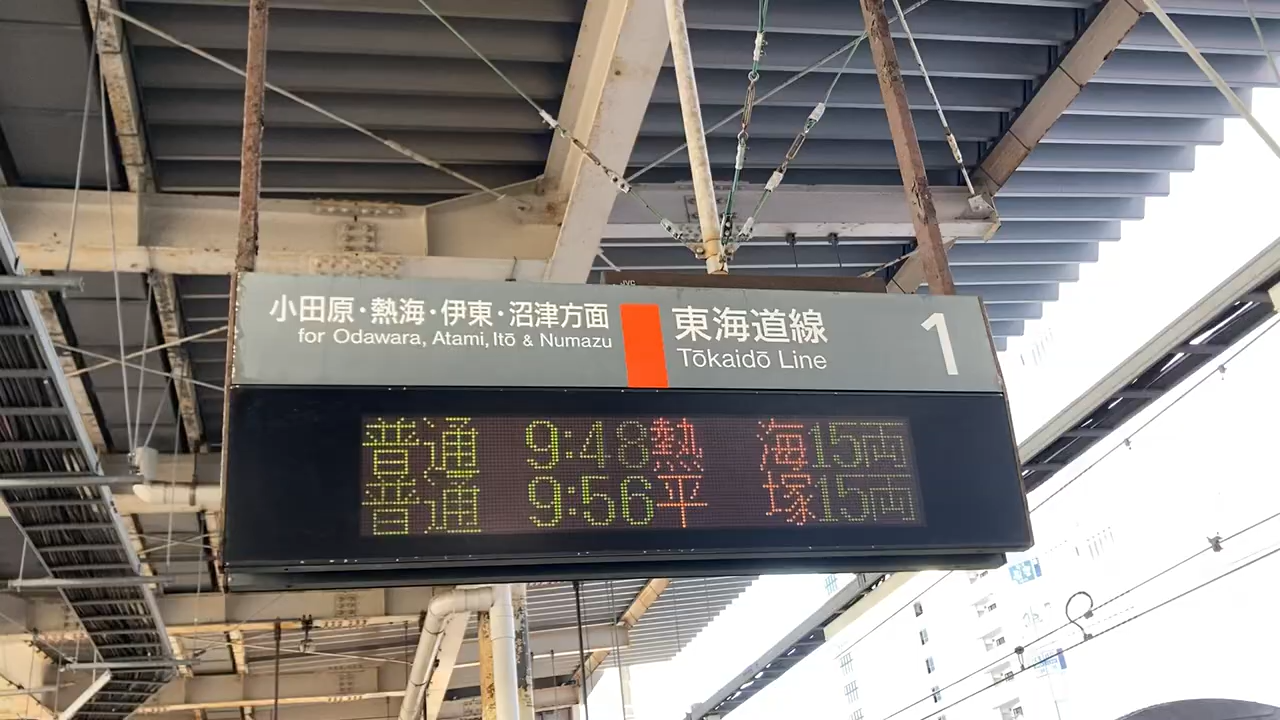 小田原・熱海・伊東・沼津方面
for Odawara, Atami, Itō & Numazu
東海道線
Tōkaidō Line
1
普通 9:48 熱海 15両
普通 9:56 平塚 15両